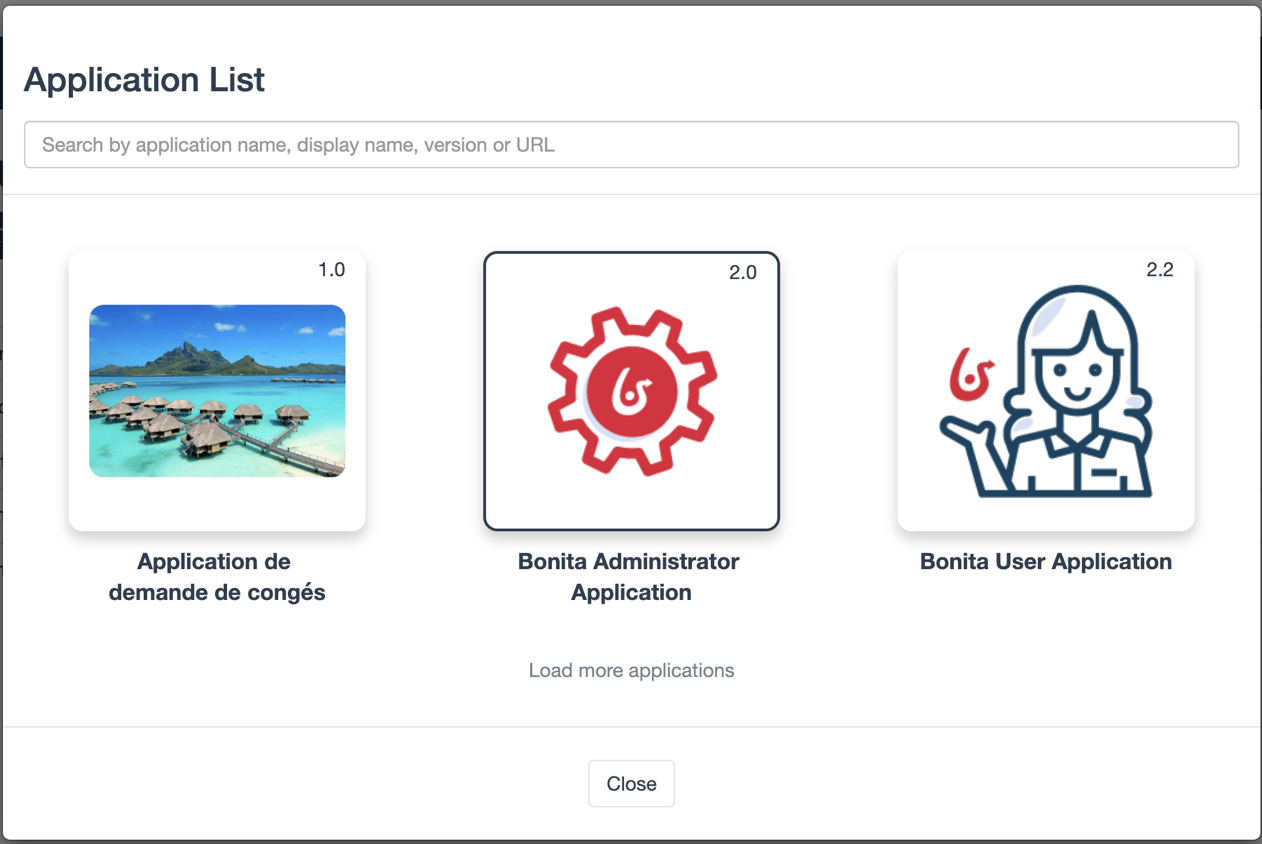 Application List
Search by application name, display name, version or URL
1.0
2.0
2.2
Application de
demande de congés
Bonita Administrator
Application
Bonita User Application
Load more applications
Close